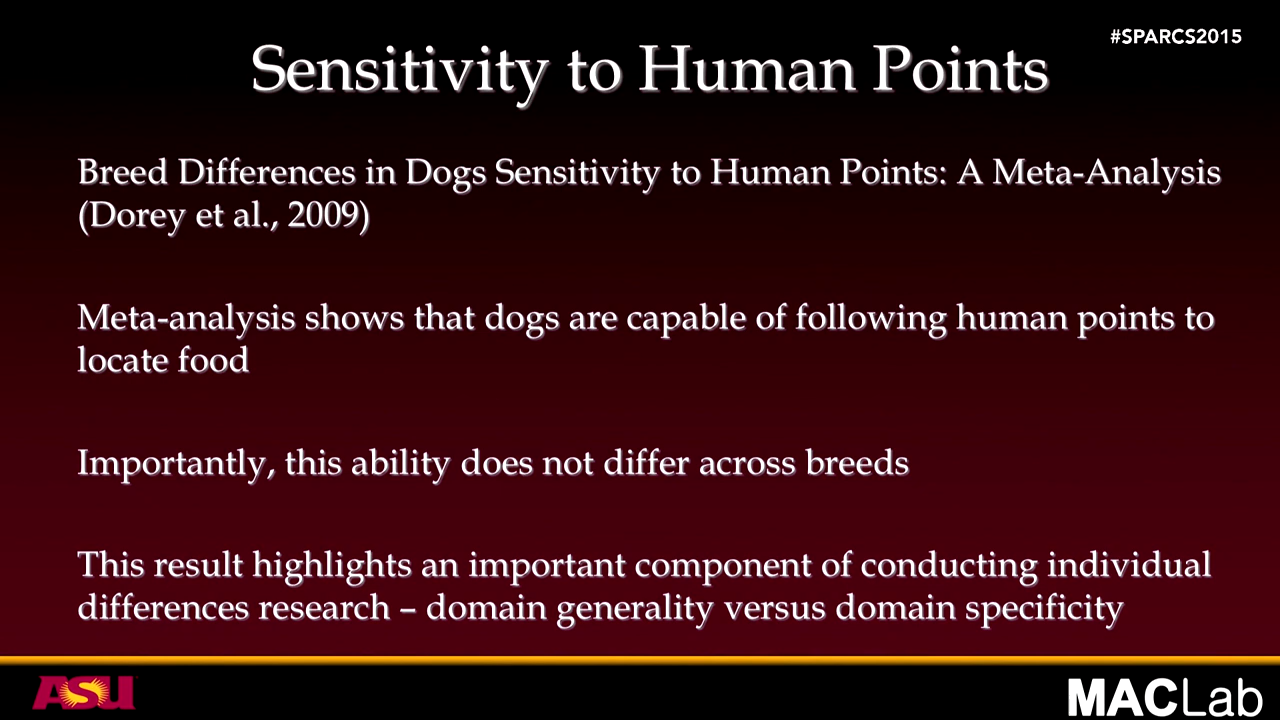 #SPARCS2015
Sensitivity to Human Points
Breed Differences in Dogs Sensitivity to Human Points: A Meta-Analysis
(Dorey et al., 2009)
Meta-analysis shows that dogs are capable of following human points to
locate food
Importantly, this ability does not differ across breeds
This result highlights an important component of conducting individual
differences research – domain generality versus domain specificity
ASU
MACLab